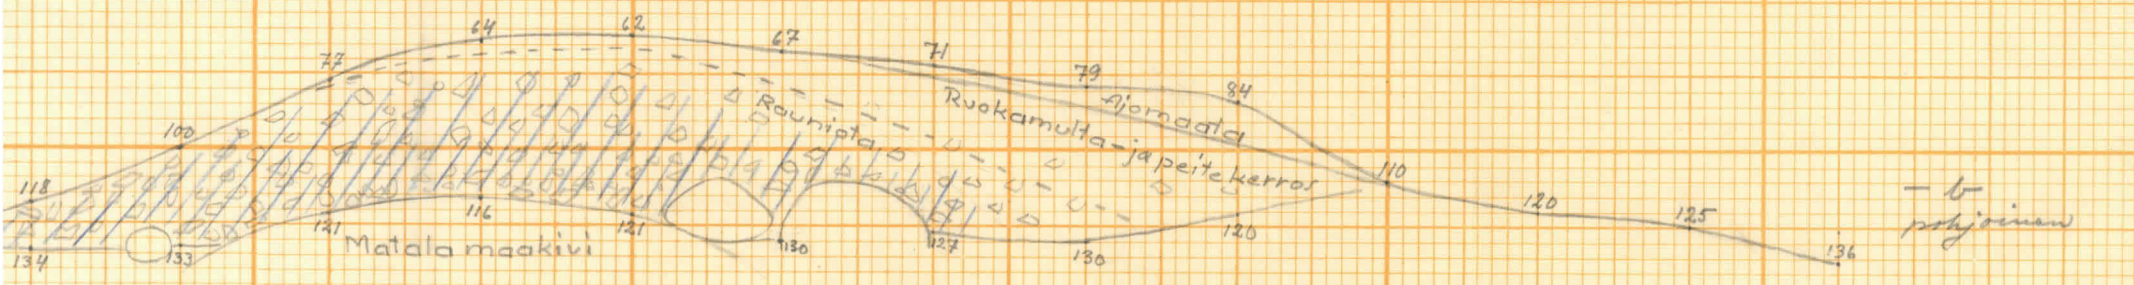 118 100 77 64 62 67 71 79 84 110 120 125 136
Ajomaata
Ruokamulta- ja peitekerros
Rauniota
134 133 121 116 121 130 127 130 120
Matala maakivi
- b
pohjoinen